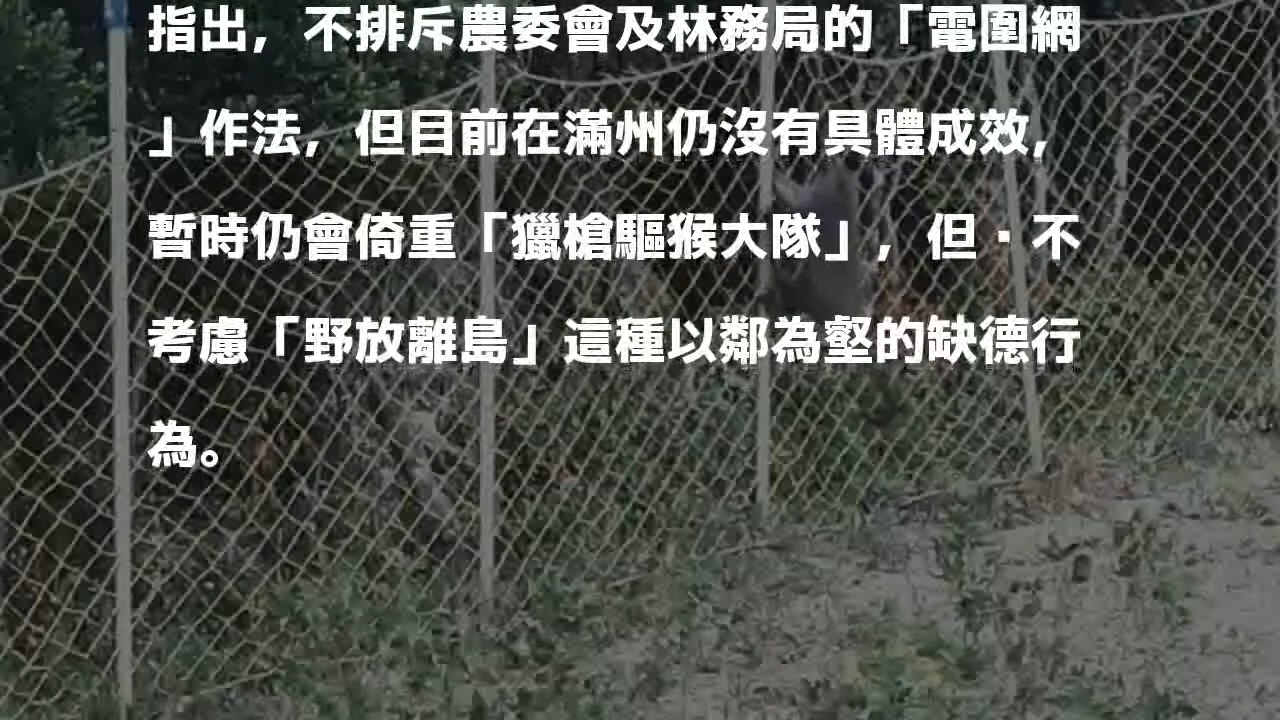 指出，不排斥農委會及林務局的「電圍網
」作法，但目前在滿州仍沒有具體成效，
暫時仍會倚重「獵槍驅猴大隊」，但·不
考慮「野放離島」這種以鄰為壑的缺德行
為。